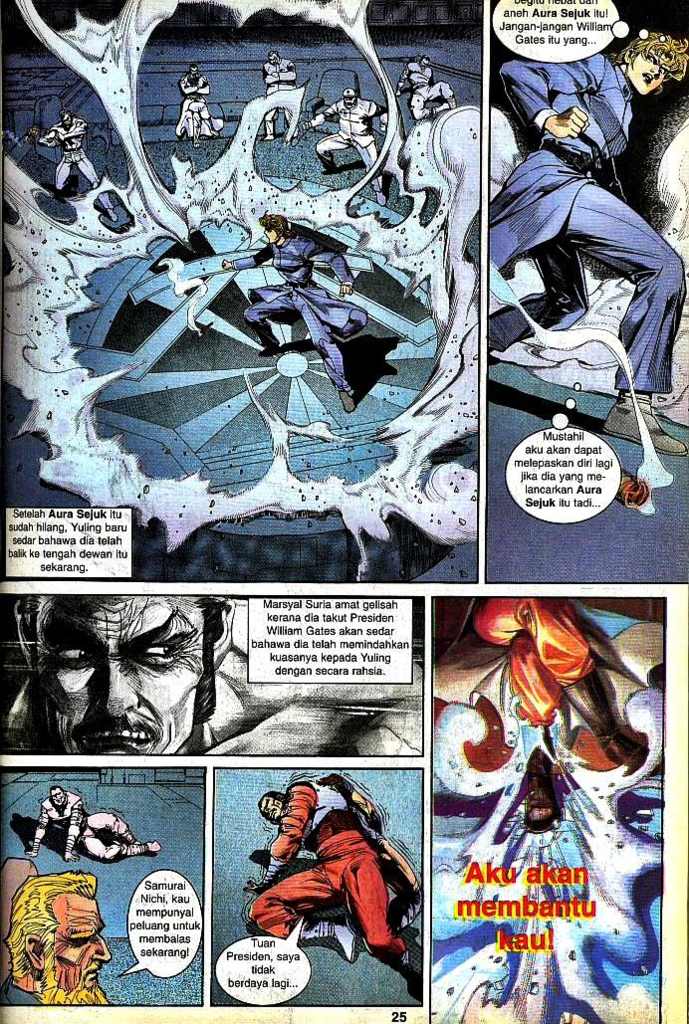 begitu hebat dan
aneh Aura Sejuk itu!
Jangan-jangan William
Gates itu yang...
Mustahil
aku akan dapat
melepaskan diri lagi
jika dia yang me-
lancarkan Aura
Sejuk itu tadi...
Setelah Aura Sejuk itu
sudah hilang, Yuling baru
sedar bahawa dia telah
balik ke tengah dewan itu
sekarang.
Marsyal Suria amat gelisah
kerana dia takut Presiden
William Gates akan sedar
bahawa dia telah memindahkan
kuasanya kepada Yuling
dengan secara rahsia.
Samurai
Nichi, kau
mempunyai
peluang untuk
membalas
sekarang!
Tuan
Presiden, saya
tidak
berdaya lagi...
Aku akan
membantu
kau!
25